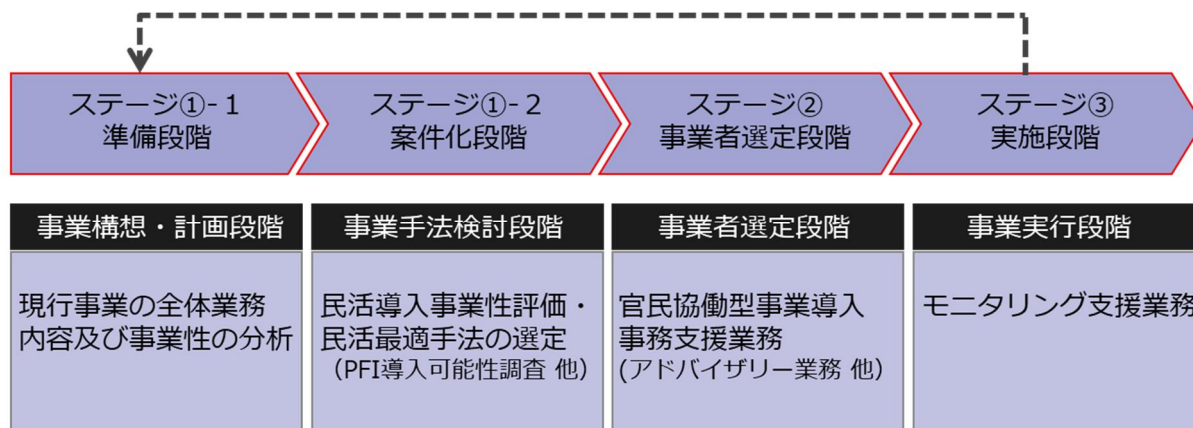 ステージ①-1
準備段階
ステージ①-2
案件化段階
ステージ②
事業者選定段階
ステージ③
実施段階
事業構想・計画段階
現行事業の全体業務
内容及び事業性の分析
事業手法検討段階
民活導入事業性評価・
民活最適手法の選定
（PFI導入可能性調査 他）
事業者選定段階
官民協働型事業導入
事務支援業務
(アドバイザリー業務 他）
事業実行段階
モニタリング支援業務